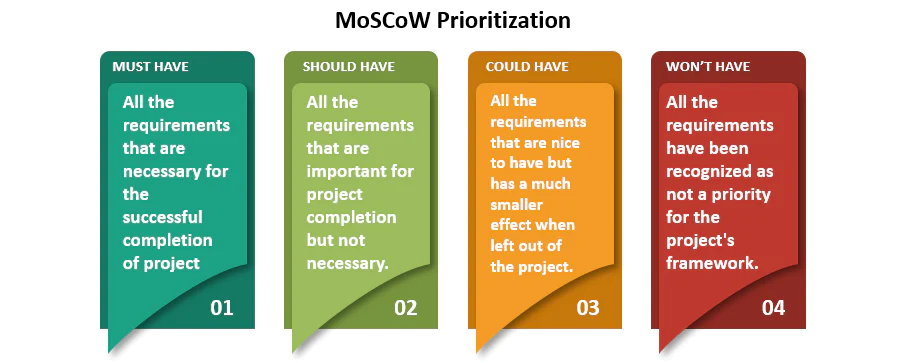 MoSCoW Prioritization
MUST HAVE
All the
requirements
that are
necessary for
the
successful
completion
of project
01
SHOULD HAVE
All the
requirements
that are
important for
project
completion
but not
necessary.
02
COULD HAVE
All the
requirements
that are nice
to have but
has a much
smaller
effect when
left out of
the project.
03
WON'T HAVE
All the
requirements
have been
recognized as
not a priority
for the
project's
framework.
04